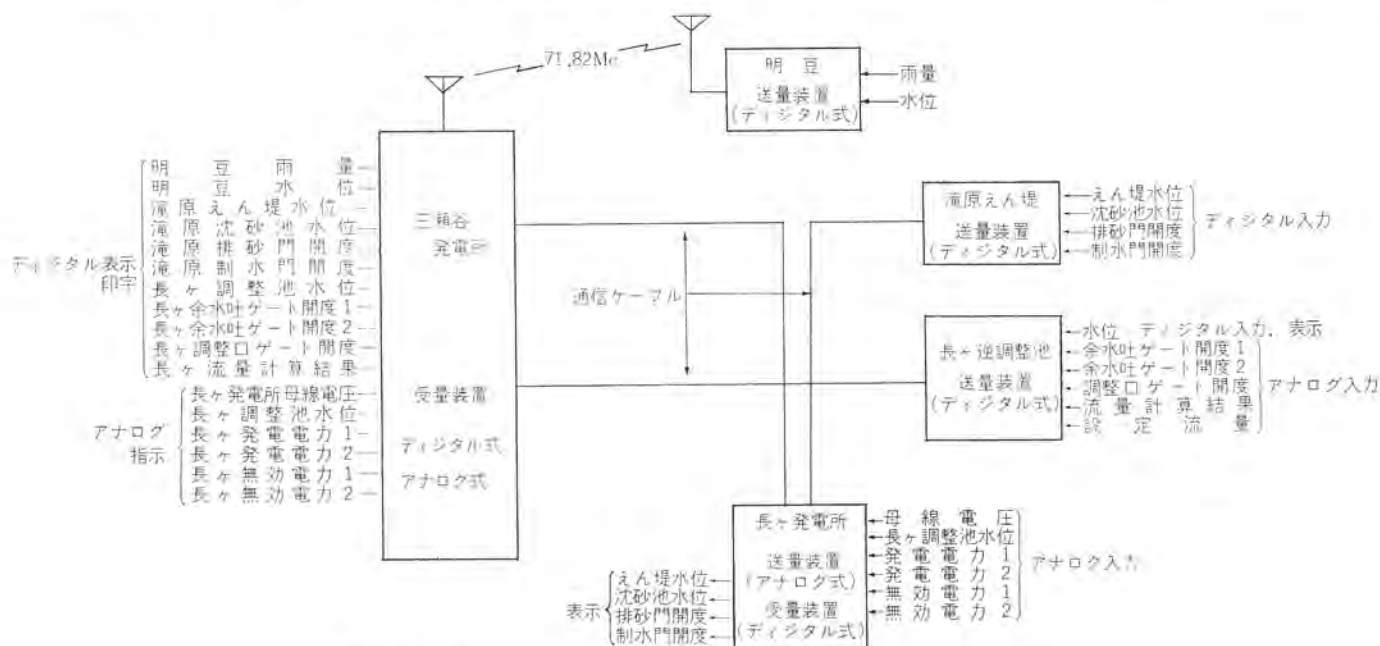 71.82Mc
明豆
送量装置
(ディジタル式)
雨量
水位
ディジタル表示
印字
明豆雨量
明豆水位
滝原えん堤水位
滝原沈砂池水位
滝原排砂門開度
滝原制水門開度
長ヶ調整池水位
長ヶ余水吐ゲート開度1
長ヶ余水吐ゲート開度2
長ヶ調整口ゲート開度
長ヶ流量計算結果
アナログ
指示
長ヶ発電所母線電圧
長ヶ調整池水位
長ヶ発電電力1
長ヶ発電電力2
長ヶ無効電力1
長ヶ無効電力2
発電所
受量装置
ディジタル式
アナログ式
通信ケーブル
滝原えん堤
送量装置
(ディジタル式)
えん堤水位
沈砂池水位
排砂門開度
制水門開度
ディジタル入力
長ヶ逆調整池
送量装置
(ディジタル式)
水位 ディジタル入力,表示
余水吐ゲート開度1
余水吐ゲート開度2
調整口ゲート開度
流量計算結果
設定流量
アナログ入力
長ヶ発電所
送量装置
(アナログ式)
受量装置
(ディジタル式)
母線電圧
長ヶ調整池水位
発電電力1
発電電力2
無効電力1
無効電力2
アナログ入力
表示
えん堤水位
沈砂池水位
排砂門開度
制水門開度